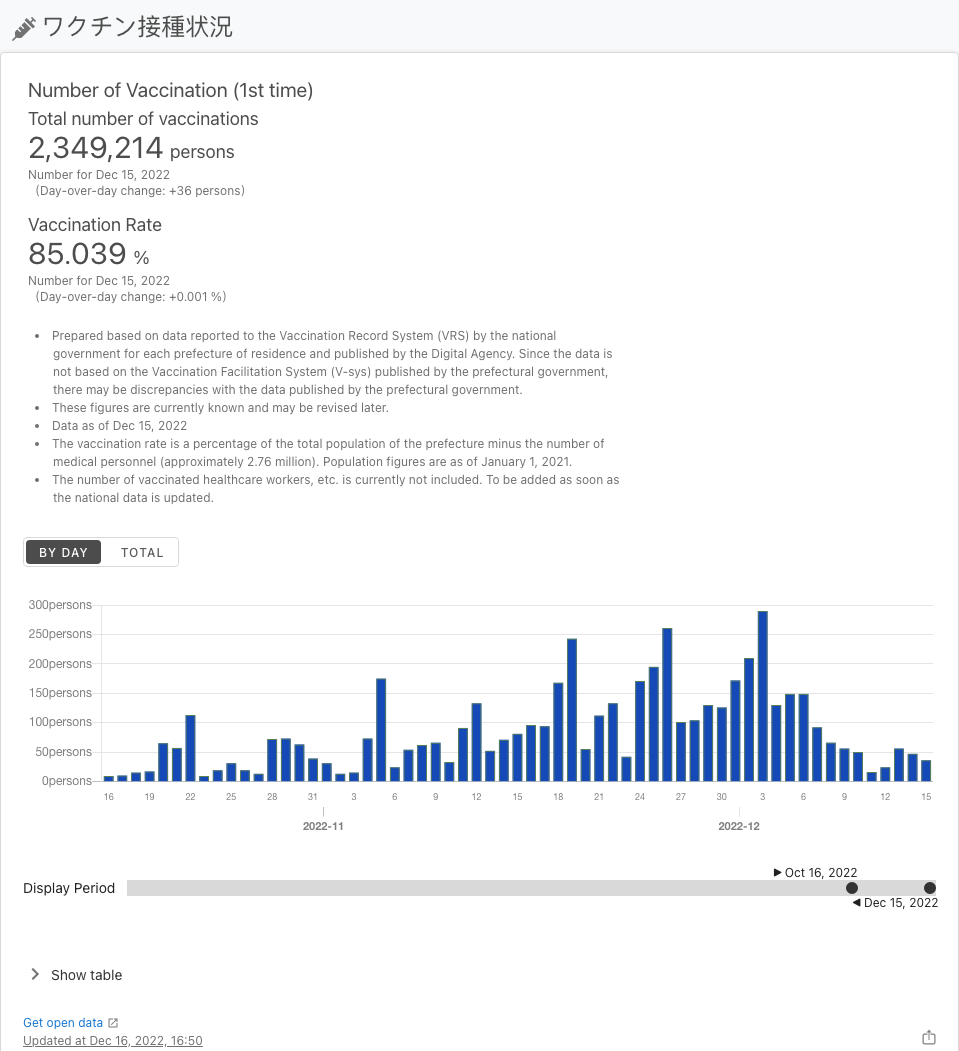 ワクチン接種状況
Number of Vaccination (1st time)
Total number of vaccinations
2,349,214 persons
Number for Dec 15, 2022
(Day-over-day change: +36 persons)
Vaccination Rate
85.039 %
Number for Dec 15, 2022
(Day-over-day change: +0.001 %)
• Prepared based on data reported to the Vaccination Record System (VRS) by the national
government for each prefecture of residence and published by the Digital Agency. Since the data is
not based on the Vaccination Facilitation System (V-sys) published by the prefectural government,
there may be discrepancies with the data published by the prefectural government.
• These figures are currently known and may be revised later.
• Data as of Dec 15, 2022
• The vaccination rate is a percentage of the total population of the prefecture minus the number of
medical personnel (approximately 2.76 million). Population figures are as of January 1, 2021.
• The number of vaccinated healthcare workers, etc. is currently not included. To be added as soon as
the national data is updated.
BY DAY TOTAL
300persons
250persons
200persons
150persons
100persons
50persons
0persons
16 19 22 25 28 31 3 6 9 12 15 18 21 24 27 30 3 6 9 12 15
2022-11 2022-12
Oct 16, 2022
Display Period
Dec 15, 2022
Show table
Get open data
Updated at Dec 16, 2022, 16:50